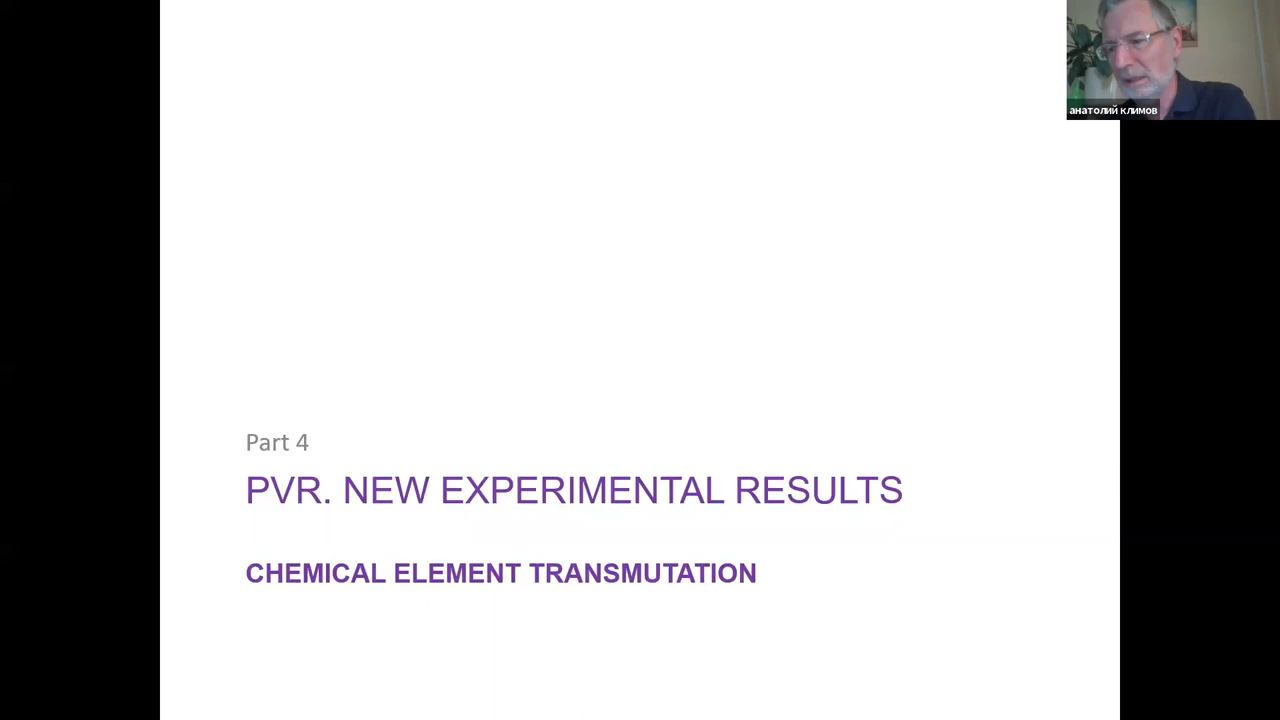 анатолий климов
Part 4
PVR. NEW EXPERIMENTAL RESULTS
CHEMICAL ELEMENT TRANSMUTATION